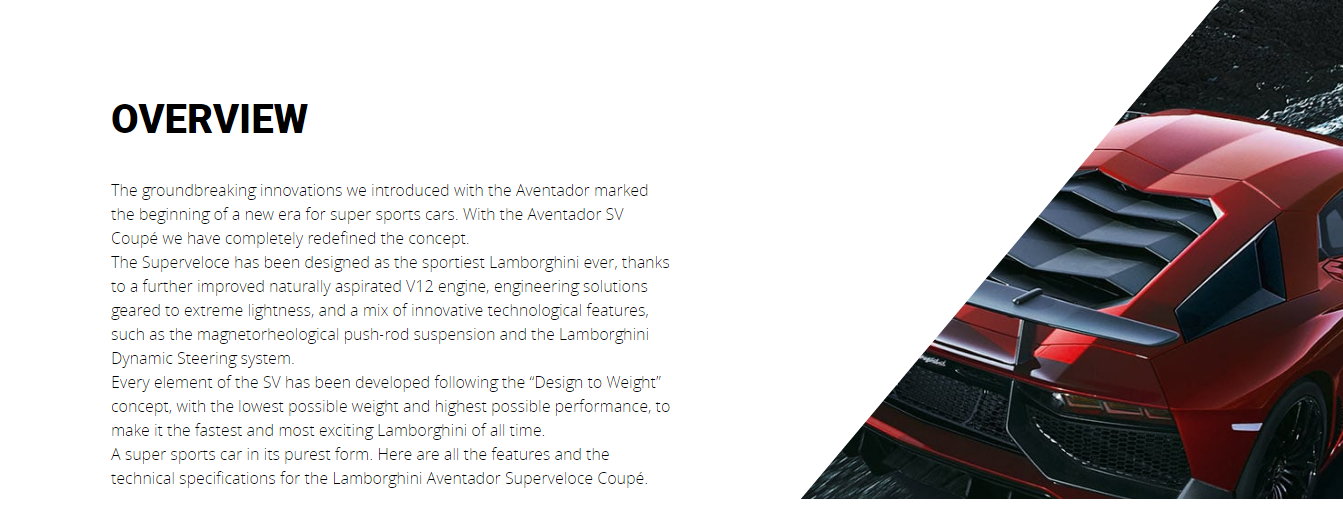 OVERVIEW
The groundbreaking innovations we introduced with the Aventador marked
the beginning of a new era for super sports cars. With the Aventador SV
Coupé we have completely redefined the concept.
The Superveloce has been designed as the sportiest Lamborghini ever, thanks
to a further improved naturally aspirated V12 engine, engineering solutions
geared to extreme lightness, and a mix of innovative technological features,
such as the magnetorheological push-rod suspension and the Lamborghini
Dynamic Steering system.
Every element of the SV has been developed following the “Design to Weight”
concept, with the lowest possible weight and highest possible performance, to
make it the fastest and most exciting Lamborghini of all time.
A super sports car in its purest form. Here are all the features and the
technical specifications for the Lamborghini Aventador Superveloce Coupé.